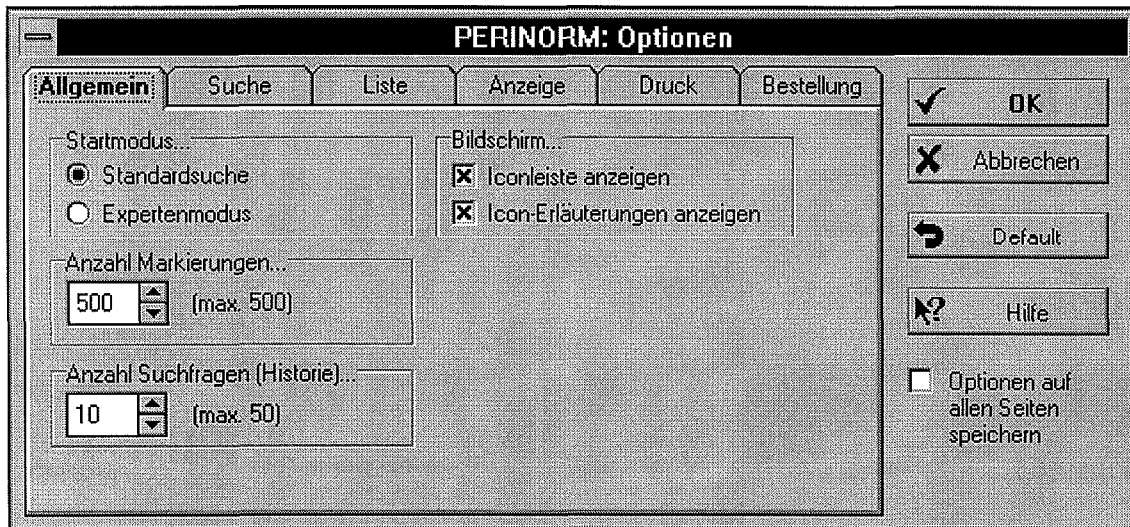 PERINORM: Optionen
Allgemein Suche Liste Anzeige Druck Bestellung
Startmodus...
Standardsuche
Expertenmodus
Bildschirm...
Iconleiste anzeigen
Icon-Erläuterungen anzeigen
Anzahl Markierungen...
500 (max. 500)
Anzahl Suchfragen (Historie)...
10 (max. 50)
OK
Abbrechen
Default
Hilfe
Optionen auf
allen Seiten
speichern